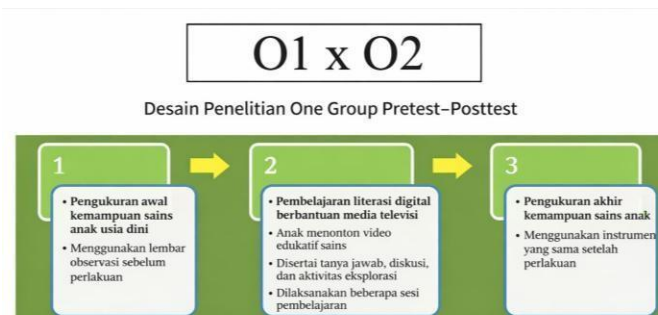 O1 x O2
Desain Penelitian One Group Pretest–Posttest
1
• Pengukuran awal
kemampuan sains
anak usia dini
• Menggunakan lembar
observasi sebelum
perlakuan
2
• Pembelajaran literasi digital
berbantuan media televisi
• Anak menonton video
edukatif sains
• Disertai tanya jawab, diskusi,
dan aktivitas eksplorasi
• Dilaksanakan beberapa sesi
pembelajaran
3
• Pengukuran akhir
kemampuan sains anak
• Menggunakan instrumen
yang sama setelah
perlakuan